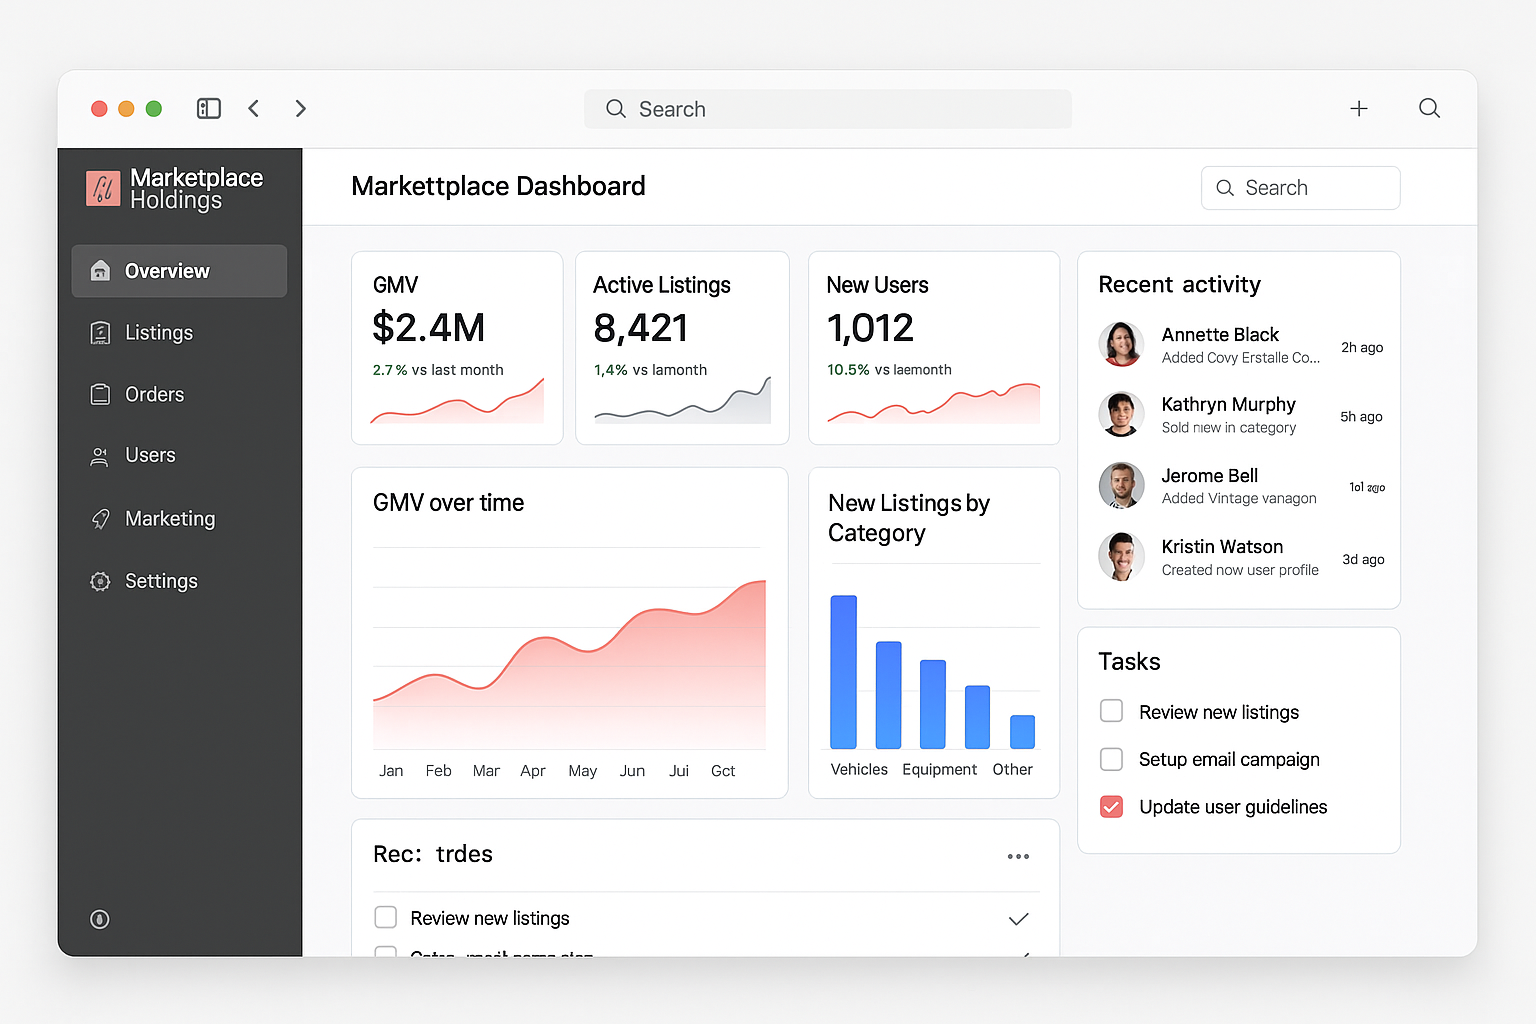 Search
Marketplace
Holdings
Overview
Listings
Orders
Users
Marketing
Settings
Markettplace Dashboard
Search
GMV
$2.4M
2.7% vs last month
Active Listings
8,421
1,4% vs lamonth
New Users
1,012
10.5% vs laemonth
GMV over time
Jan Feb Mar Apr May Jun Jui Gct
New Listings by
Category
Vehicles Equipment Other
Recent activity
Annette Black
Added Covy Erstalle Co...
2h ago
Kathryn Murphy
Sold mew in category
5h ago
Jerome Bell
Added Vintage vanagon
Kristin Watson
Created now user profile
3d ago
Tasks
Review new listings
Setup email campaign
Update user guidelines
Rec: trdes
Review new listings